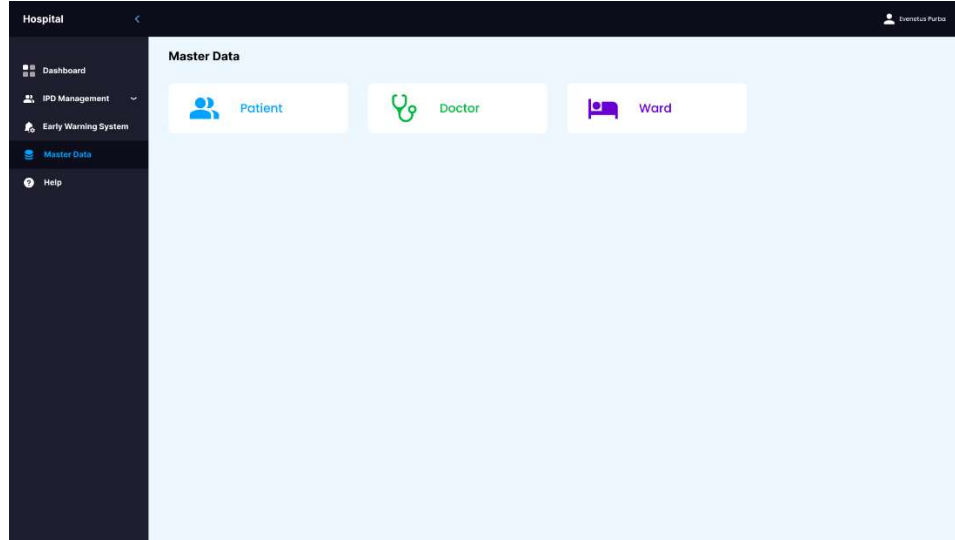 Hospital
Evenetus Purba
Dashboard
IPD Management
Early Warning System
Master Data
Help
Master Data
Patient
Doctor
Ward